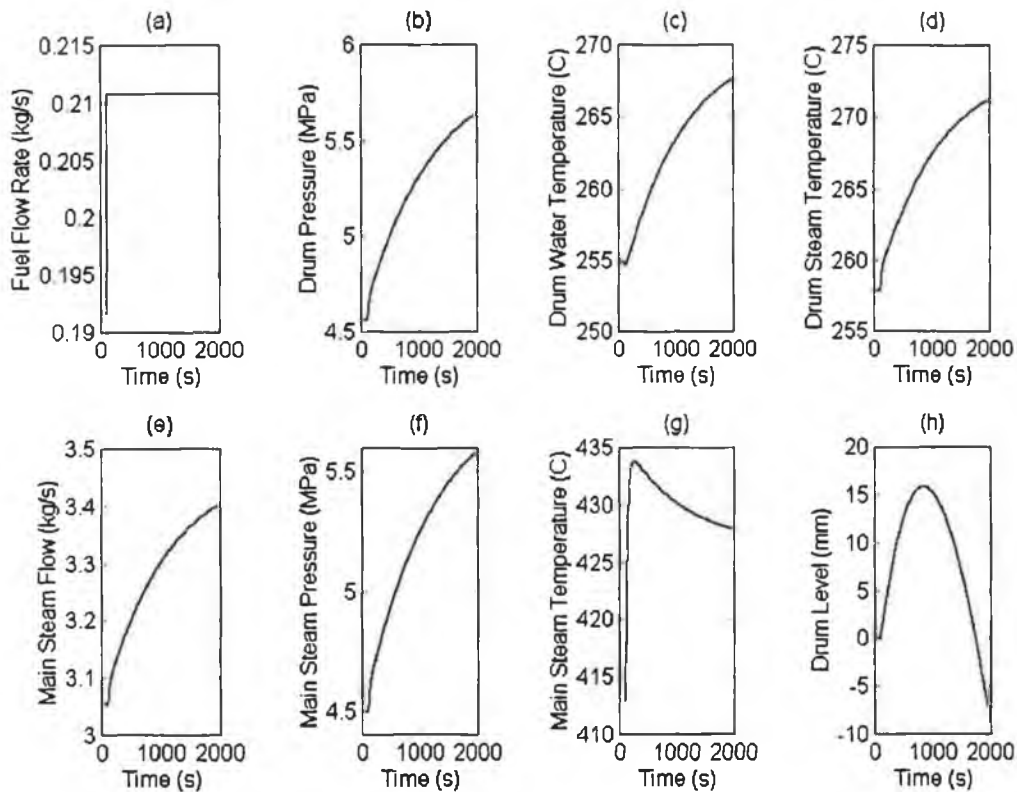 (a)
Fuel Flow Rate (kg/s)
0.215
0.21
0.205
0.2
0.195
0.19
0 1000 2000
Time (s)
(b)
Drum Pressure (MPa)
6
5.5
5
4.5
0 1000 2000
Time (s)
(c)
Drum Water Temperature (C)
270
265
260
255
250
0 1000 2000
Time (s)
(d)
Drum Steam Temperature (C)
275
270
265
260
255
0 1000 2000
Time (s)
(e)
Main Steam Flow (kg/s)
3.5
3.4
3.3
3.2
3.1
3
0 1000 2000
Time (s)
(f)
Main Steam Pressure (MPa)
5.5
5
4.5
0 1000 2000
Time (s)
(g)
Main Steam Temperature (C)
435
430
425
420
415
410
0 1000 2000
Time (s)
(h)
Drum Level (mm)
20
15
10
5
0
-5
-10
0 1000 2000
Time (s)